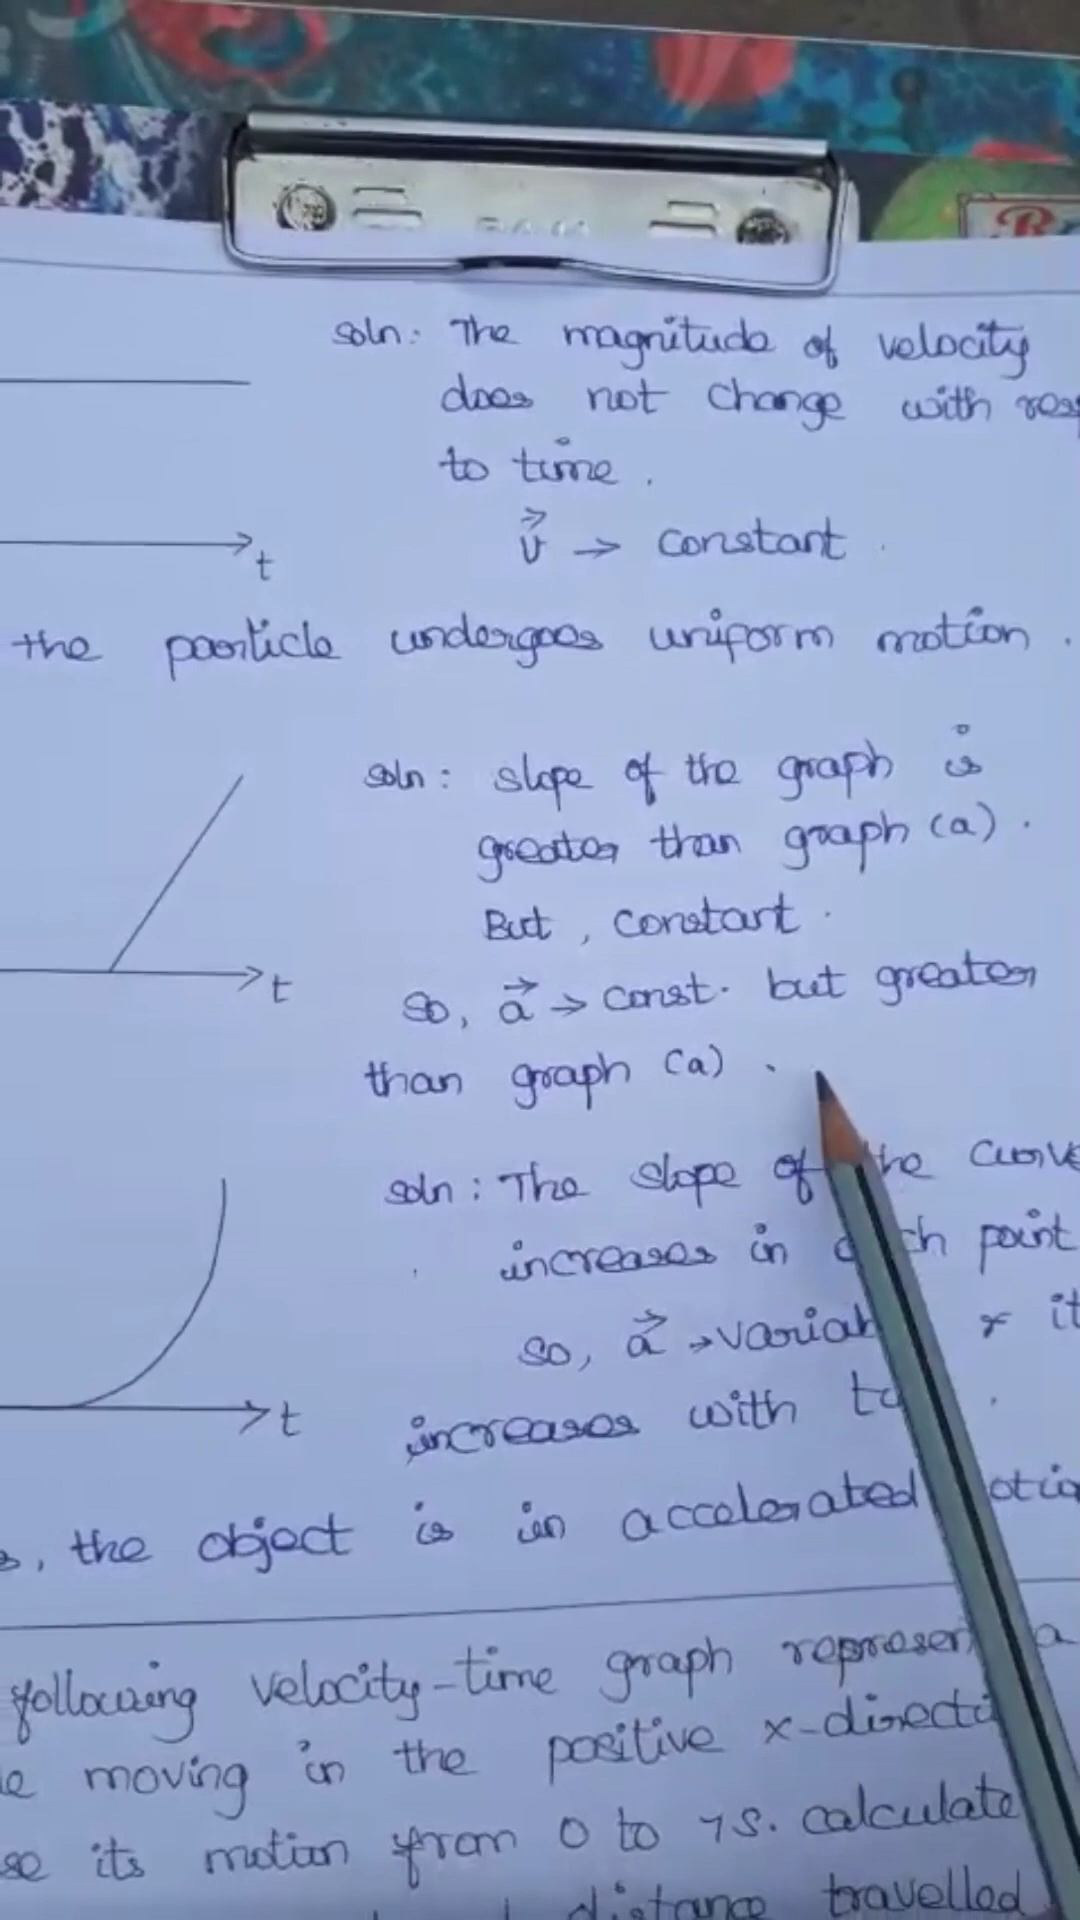 soln: The magnitude of velocity
does not change with
to time.
v → constant.
t
the particle undergoes uniform motion.
soln: slope of the graph is
greater than graph (a).
But, constant.
so, a → const. but greater
t
than graph (a).
soln: The slope of the
increases in point
so, a →
increases with
t
, the object is in accelerated
following velocity-time graph
moving in the positive
its motion from 0 to 7s. calculate
distance travelled